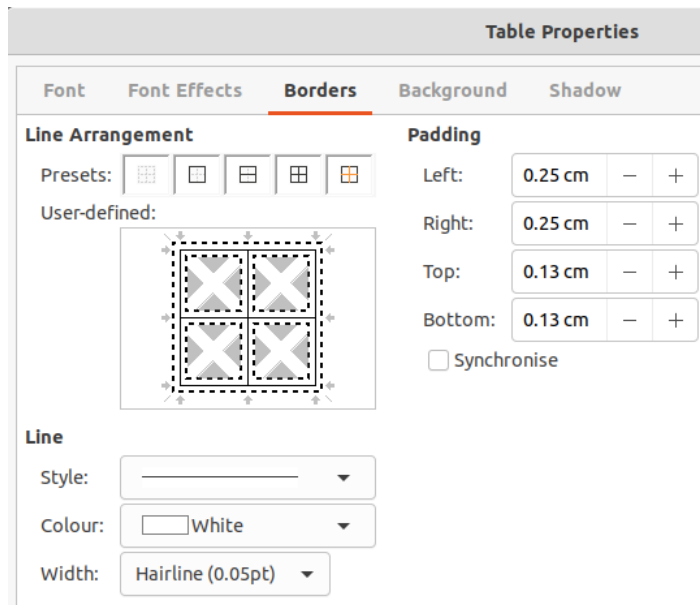 Table Properties
Font Font Effects Borders Background Shadow
Line Arrangement
Presets:
User-defined:
Padding
Left: 0.25 cm − +
Right: 0.25 cm − +
Top: 0.13 cm − +
Bottom: 0.13 cm − +
Synchronise
Line
Style:
Colour: White
Width: Hairline (0.05pt)